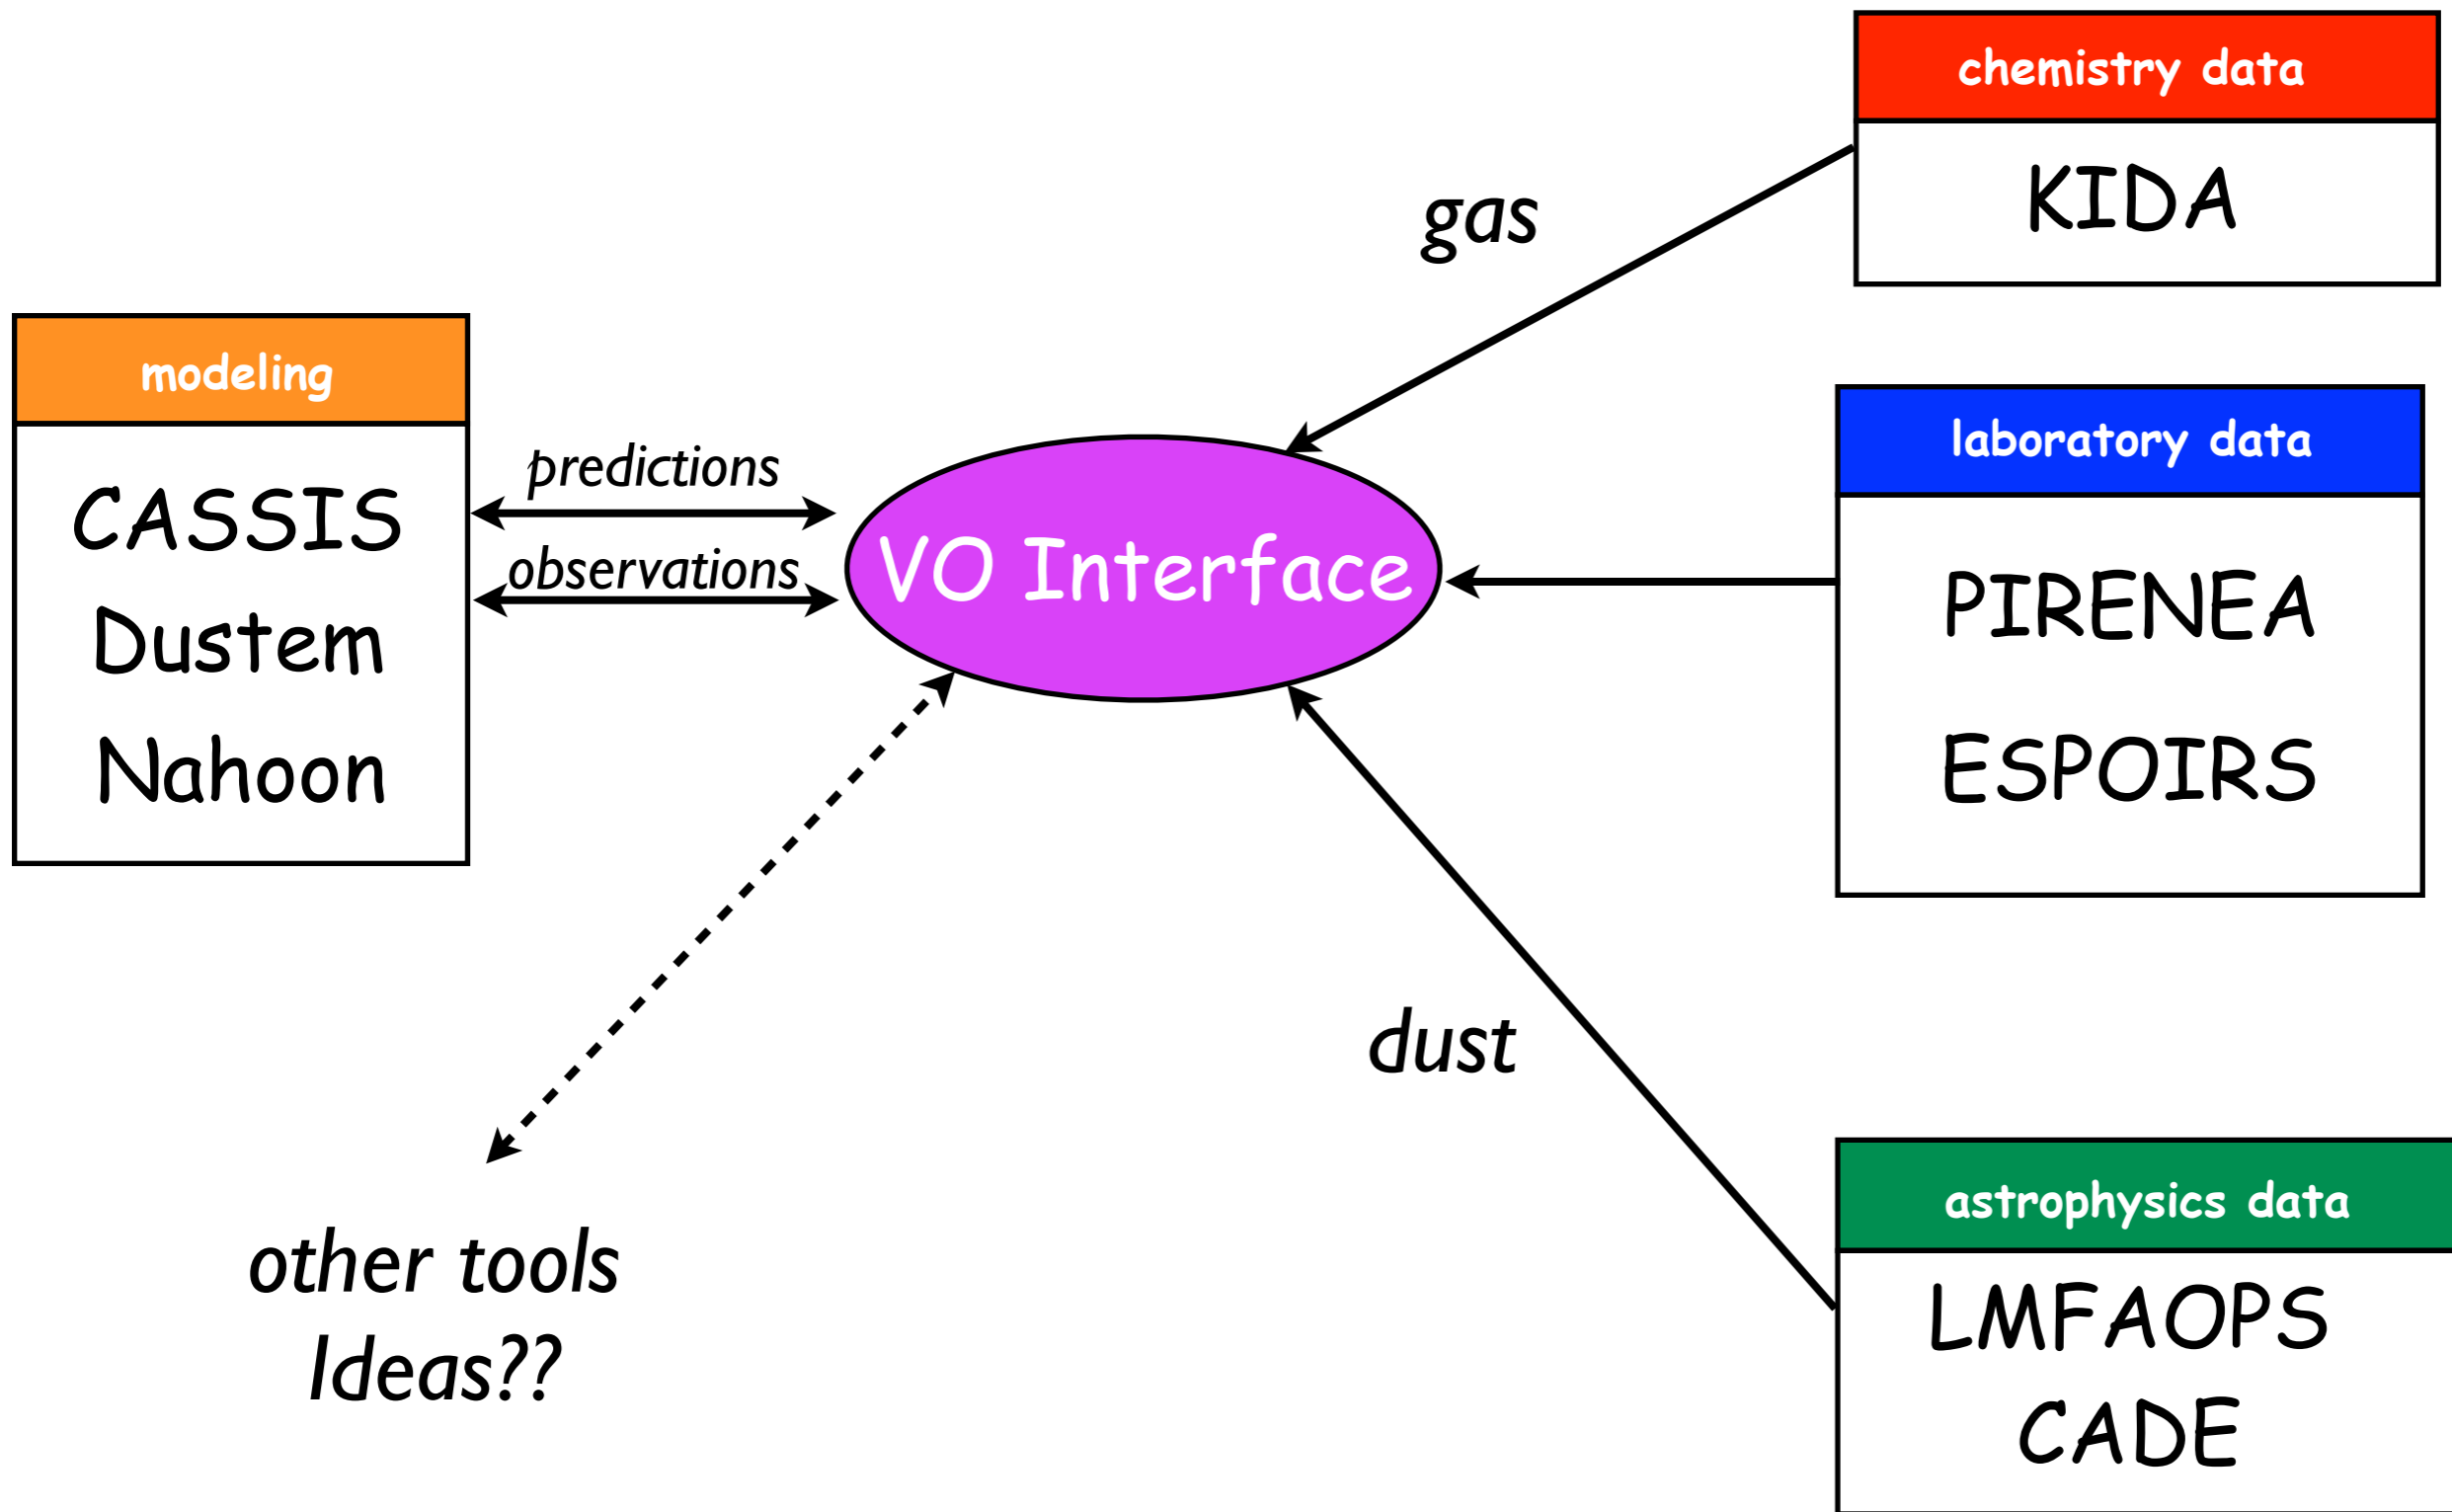 chemistry data
KIDA
gas
modeling
CASSIS
Dustem
Nahoon
predictions
observations
VO Interface
laboratory data
PIRENEA
ESPOIRS
dust
other tools
Ideas??
astrophysics data
LMFAOPS
CADE